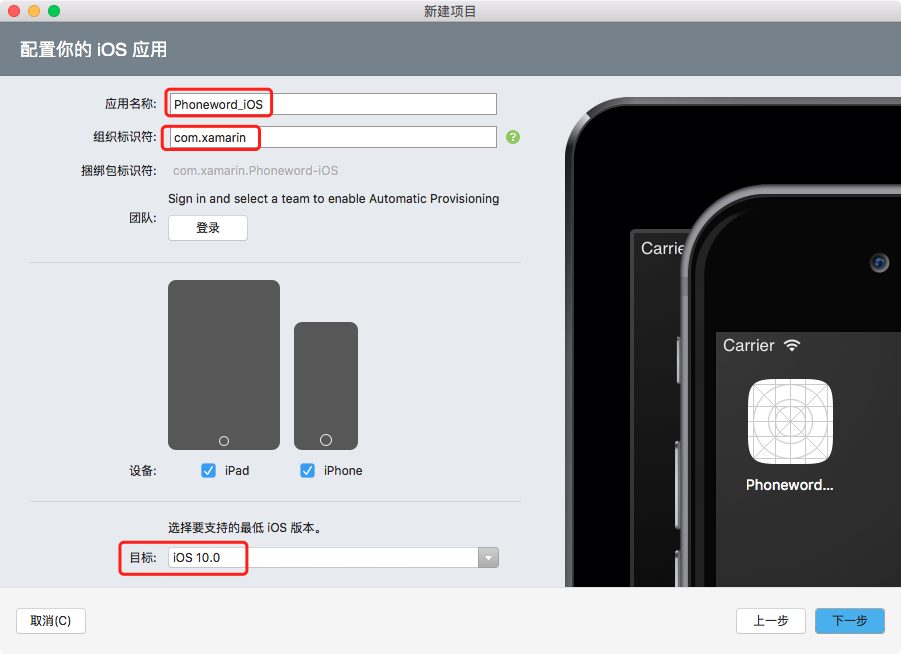 新建项目
配置你的 iOS 应用
应用名称: Phoneword_iOS
组织标识符: com.xamarin
?
捆绑包标识符: com.xamarin.Phoneword-iOS
Sign in and select a team to enable Automatic Provisioning
团队:
登录
设备: iPad iPhone
选择要支持的最低 iOS 版本。
目标: iOS 10.0
Carrie
Carrier
Phoneword...
取消(C)
上一步
下一步